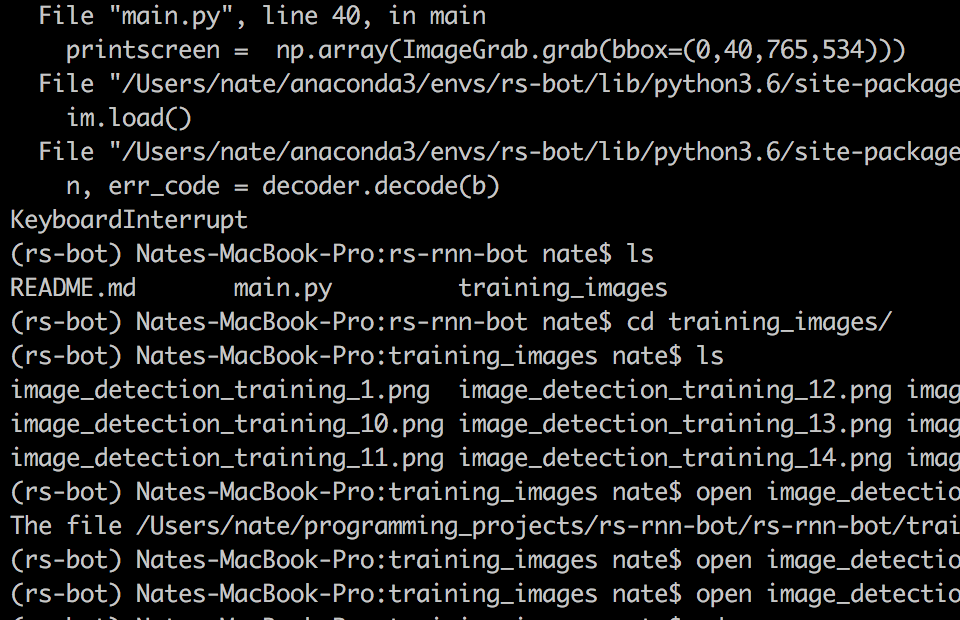 File "main.py", line 40, in main
printscreen =  np.array(ImageGrab.grab(bbox=(0,40,765,534)))
File "/Users/nate/anaconda3/envs/rs-bot/lib/python3.6/site-package
im.load()
File "/Users/nate/anaconda3/envs/rs-bot/lib/python3.6/site-package
n, err_code = decoder.decode(b)
KeyboardInterrupt
(rs-bot) Nates-MacBook-Pro:rs-rnn-bot nate$ ls
README.md       main.py         training_images
(rs-bot) Nates-MacBook-Pro:rs-rnn-bot nate$ cd training_images/
(rs-bot) Nates-MacBook-Pro:training_images nate$ ls
image_detection_training_1.png  image_detection_training_12.png imag
image_detection_training_10.png image_detection_training_13.png imag
image_detection_training_11.png image_detection_training_14.png imag
(rs-bot) Nates-MacBook-Pro:training_images nate$ open image_detectio
The file /Users/nate/programming_projects/rs-rnn-bot/rs-rnn-bot/trai
(rs-bot) Nates-MacBook-Pro:training_images nate$ open image_detectio
(rs-bot) Nates-MacBook-Pro:training_images nate$ open image_detectio